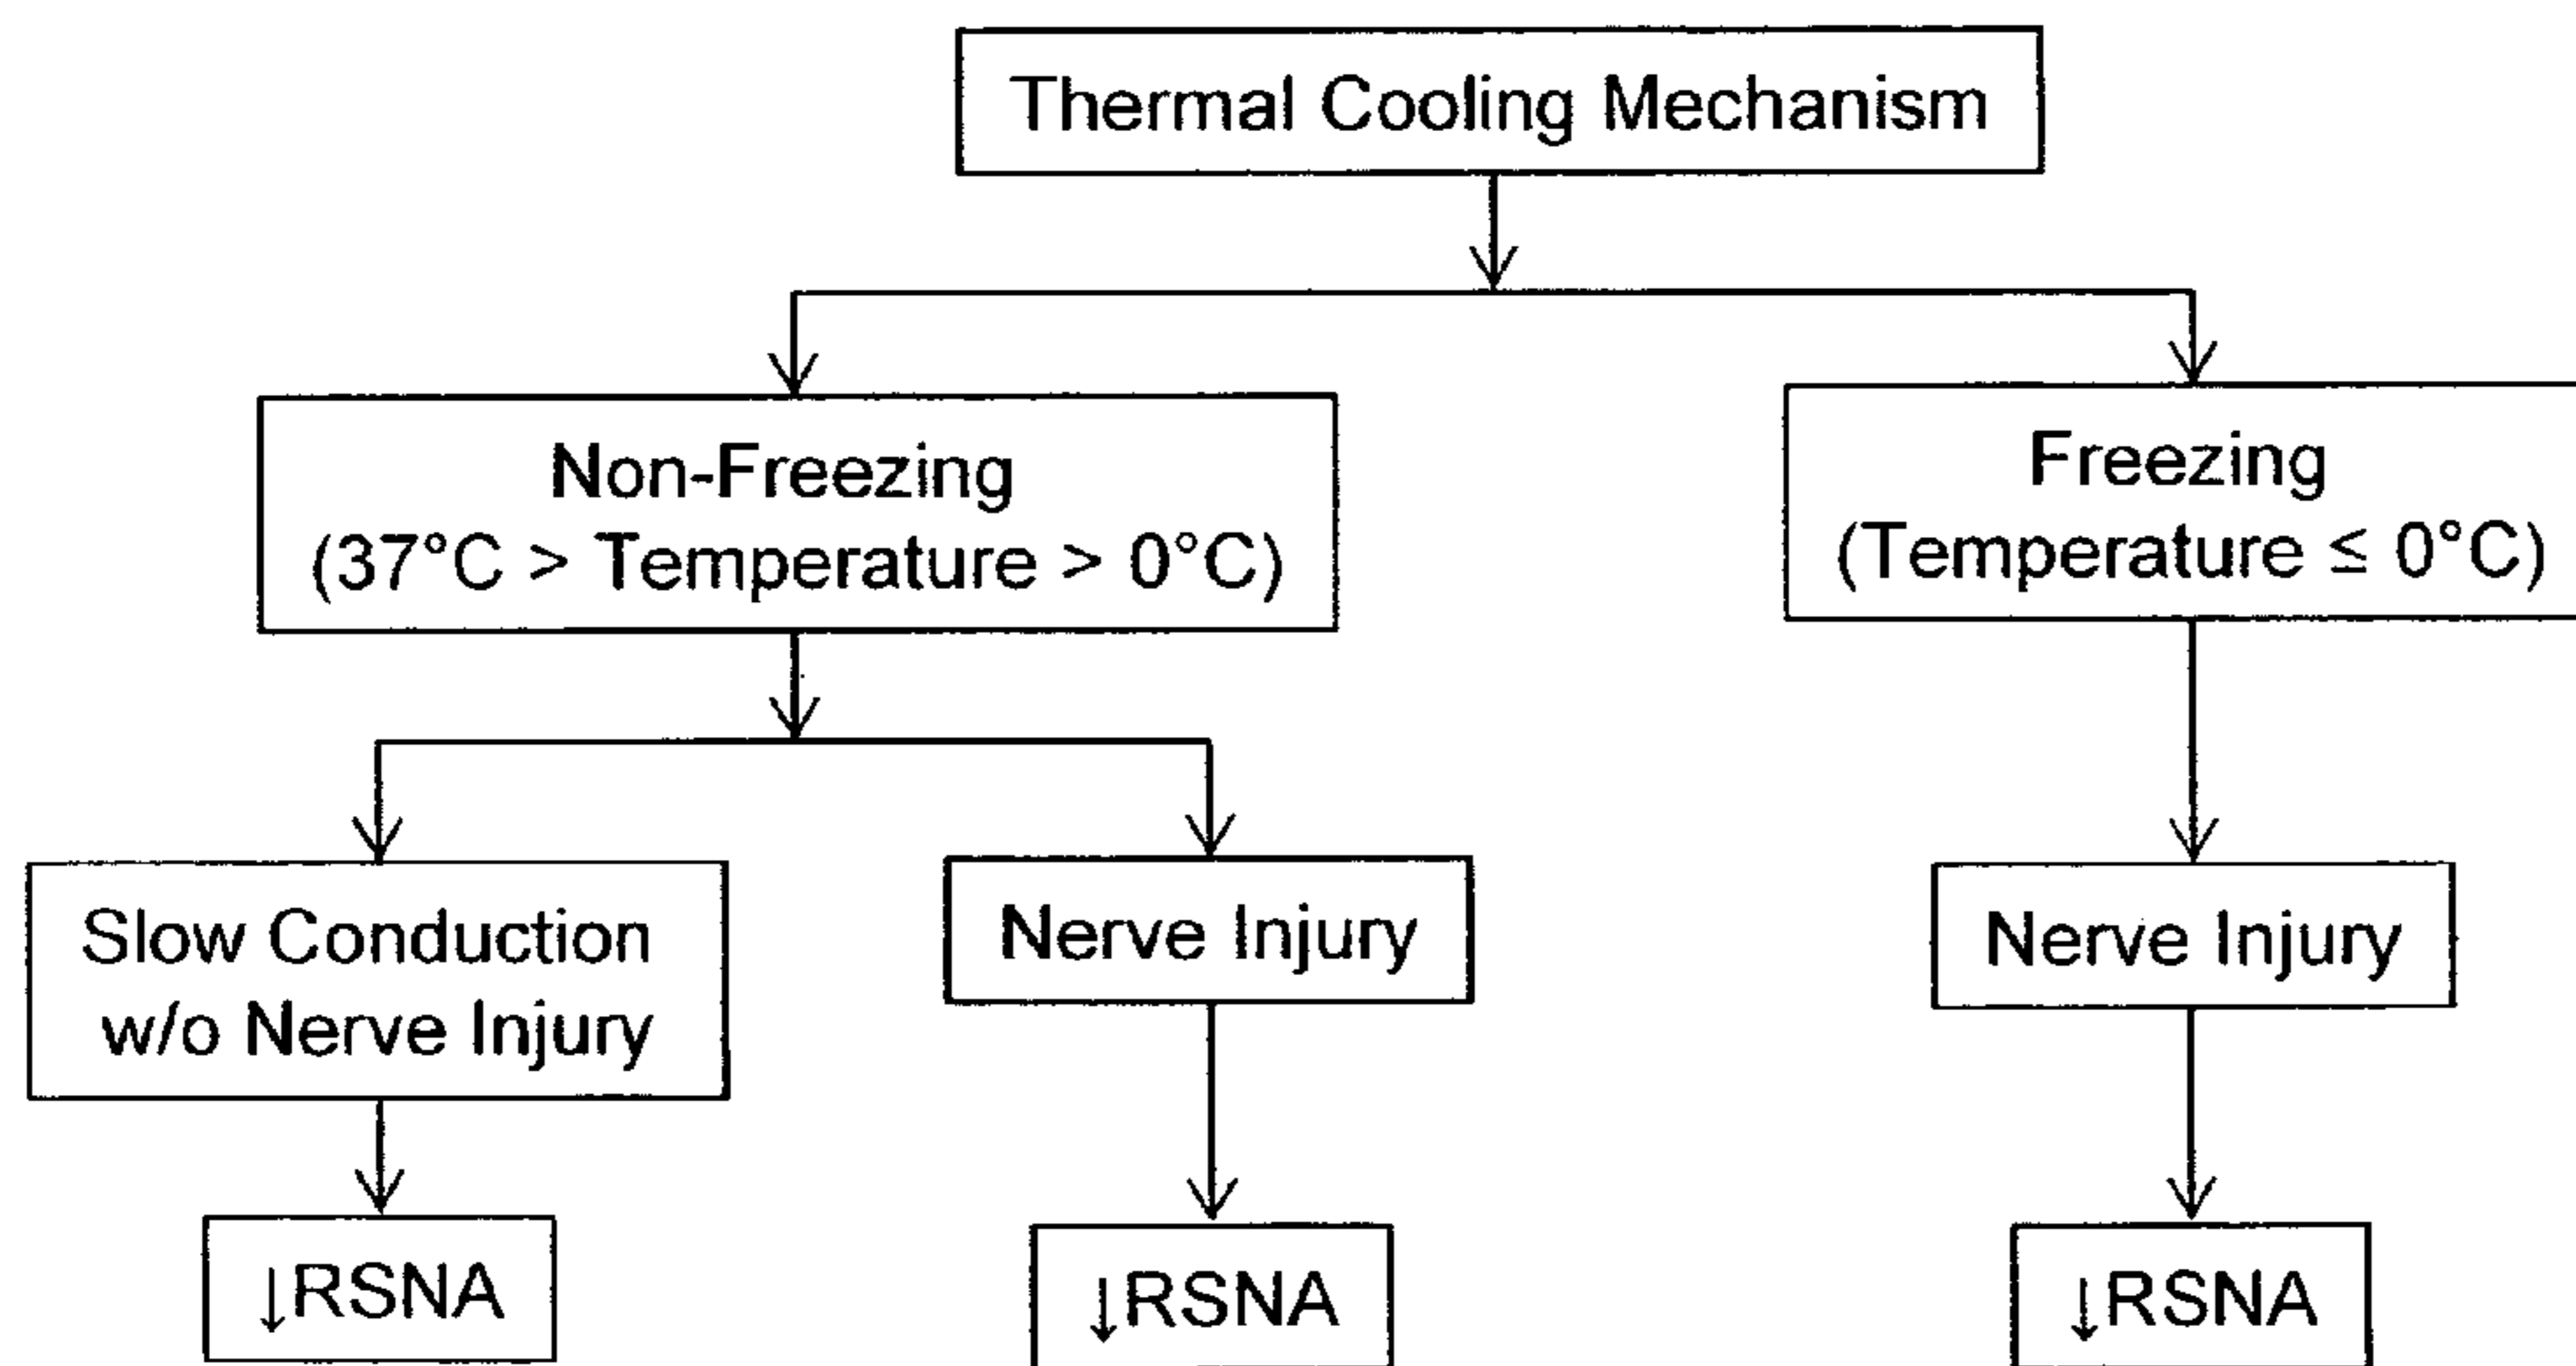 Thermal Cooling Mechanism
Non-Freezing
(37°C > Temperature > 0°C)
Freezing
(Temperature ≤ 0°C)
Slow Conduction
w/o Nerve Injury
Nerve Injury
Nerve Injury
↓RSNA
↓RSNA
↓RSNA